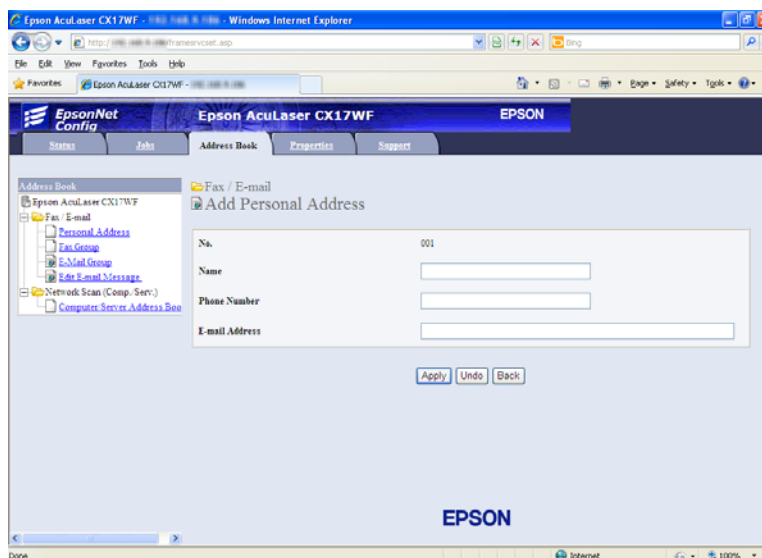 Epson AcuLaser CX17WF - - Windows Internet Explorer
http:// framesrvcset.asp
Bing
File Edit View Favorites Tools Help
Favorites Epson AcuLaser CX17WF -
Page Safety Tools
EpsonNet
Config
Epson AcuLaser CX17WF
EPSON
Status Jobs Address Book Properties Support
Address Book
Epson AcuLaser CX17WF
Fax / E-mail
Personal Address
Fax Group
E-Mail Group
Edit E-mail Message
Network Scan (Comp./Serv.)
Computer/Server Address Boo
Fax / E-mail
Add Personal Address
No. 001
Name
Phone Number
E-mail Address
Apply Undo Back
EPSON
Done Internet 100%